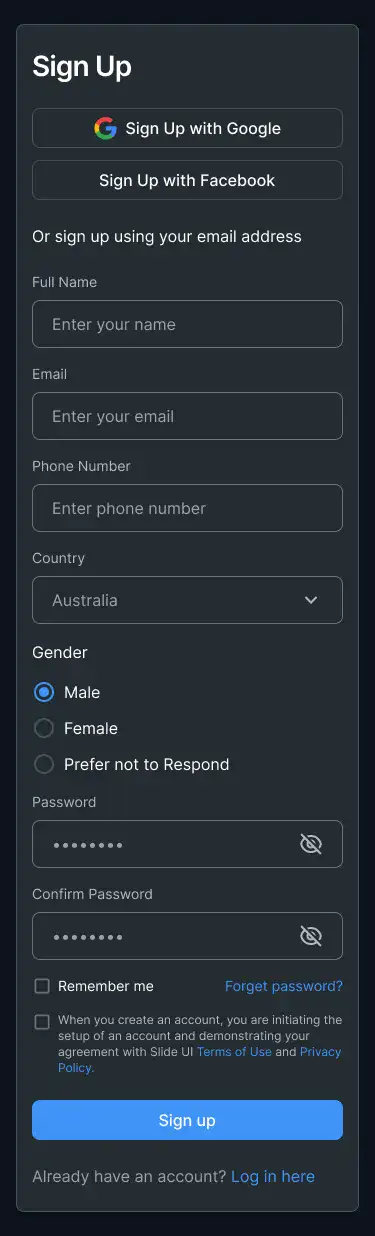 Sign Up
Sign Up with Google
Sign Up with Facebook
Or sign up using your email address
Full Name
Enter your name
Email
Enter your email
Phone Number
Enter phone number
Country
Australia
Gender
Male
Female
Prefer not to Respond
Password
••••••••
Confirm Password
••••••••
Remember me Forget password?
When you create an account, you are initiating the
setup of an account and demonstrating your
agreement with Slide UI Terms of Use and Privacy
Policy.
Sign up
Already have an account? Log in here